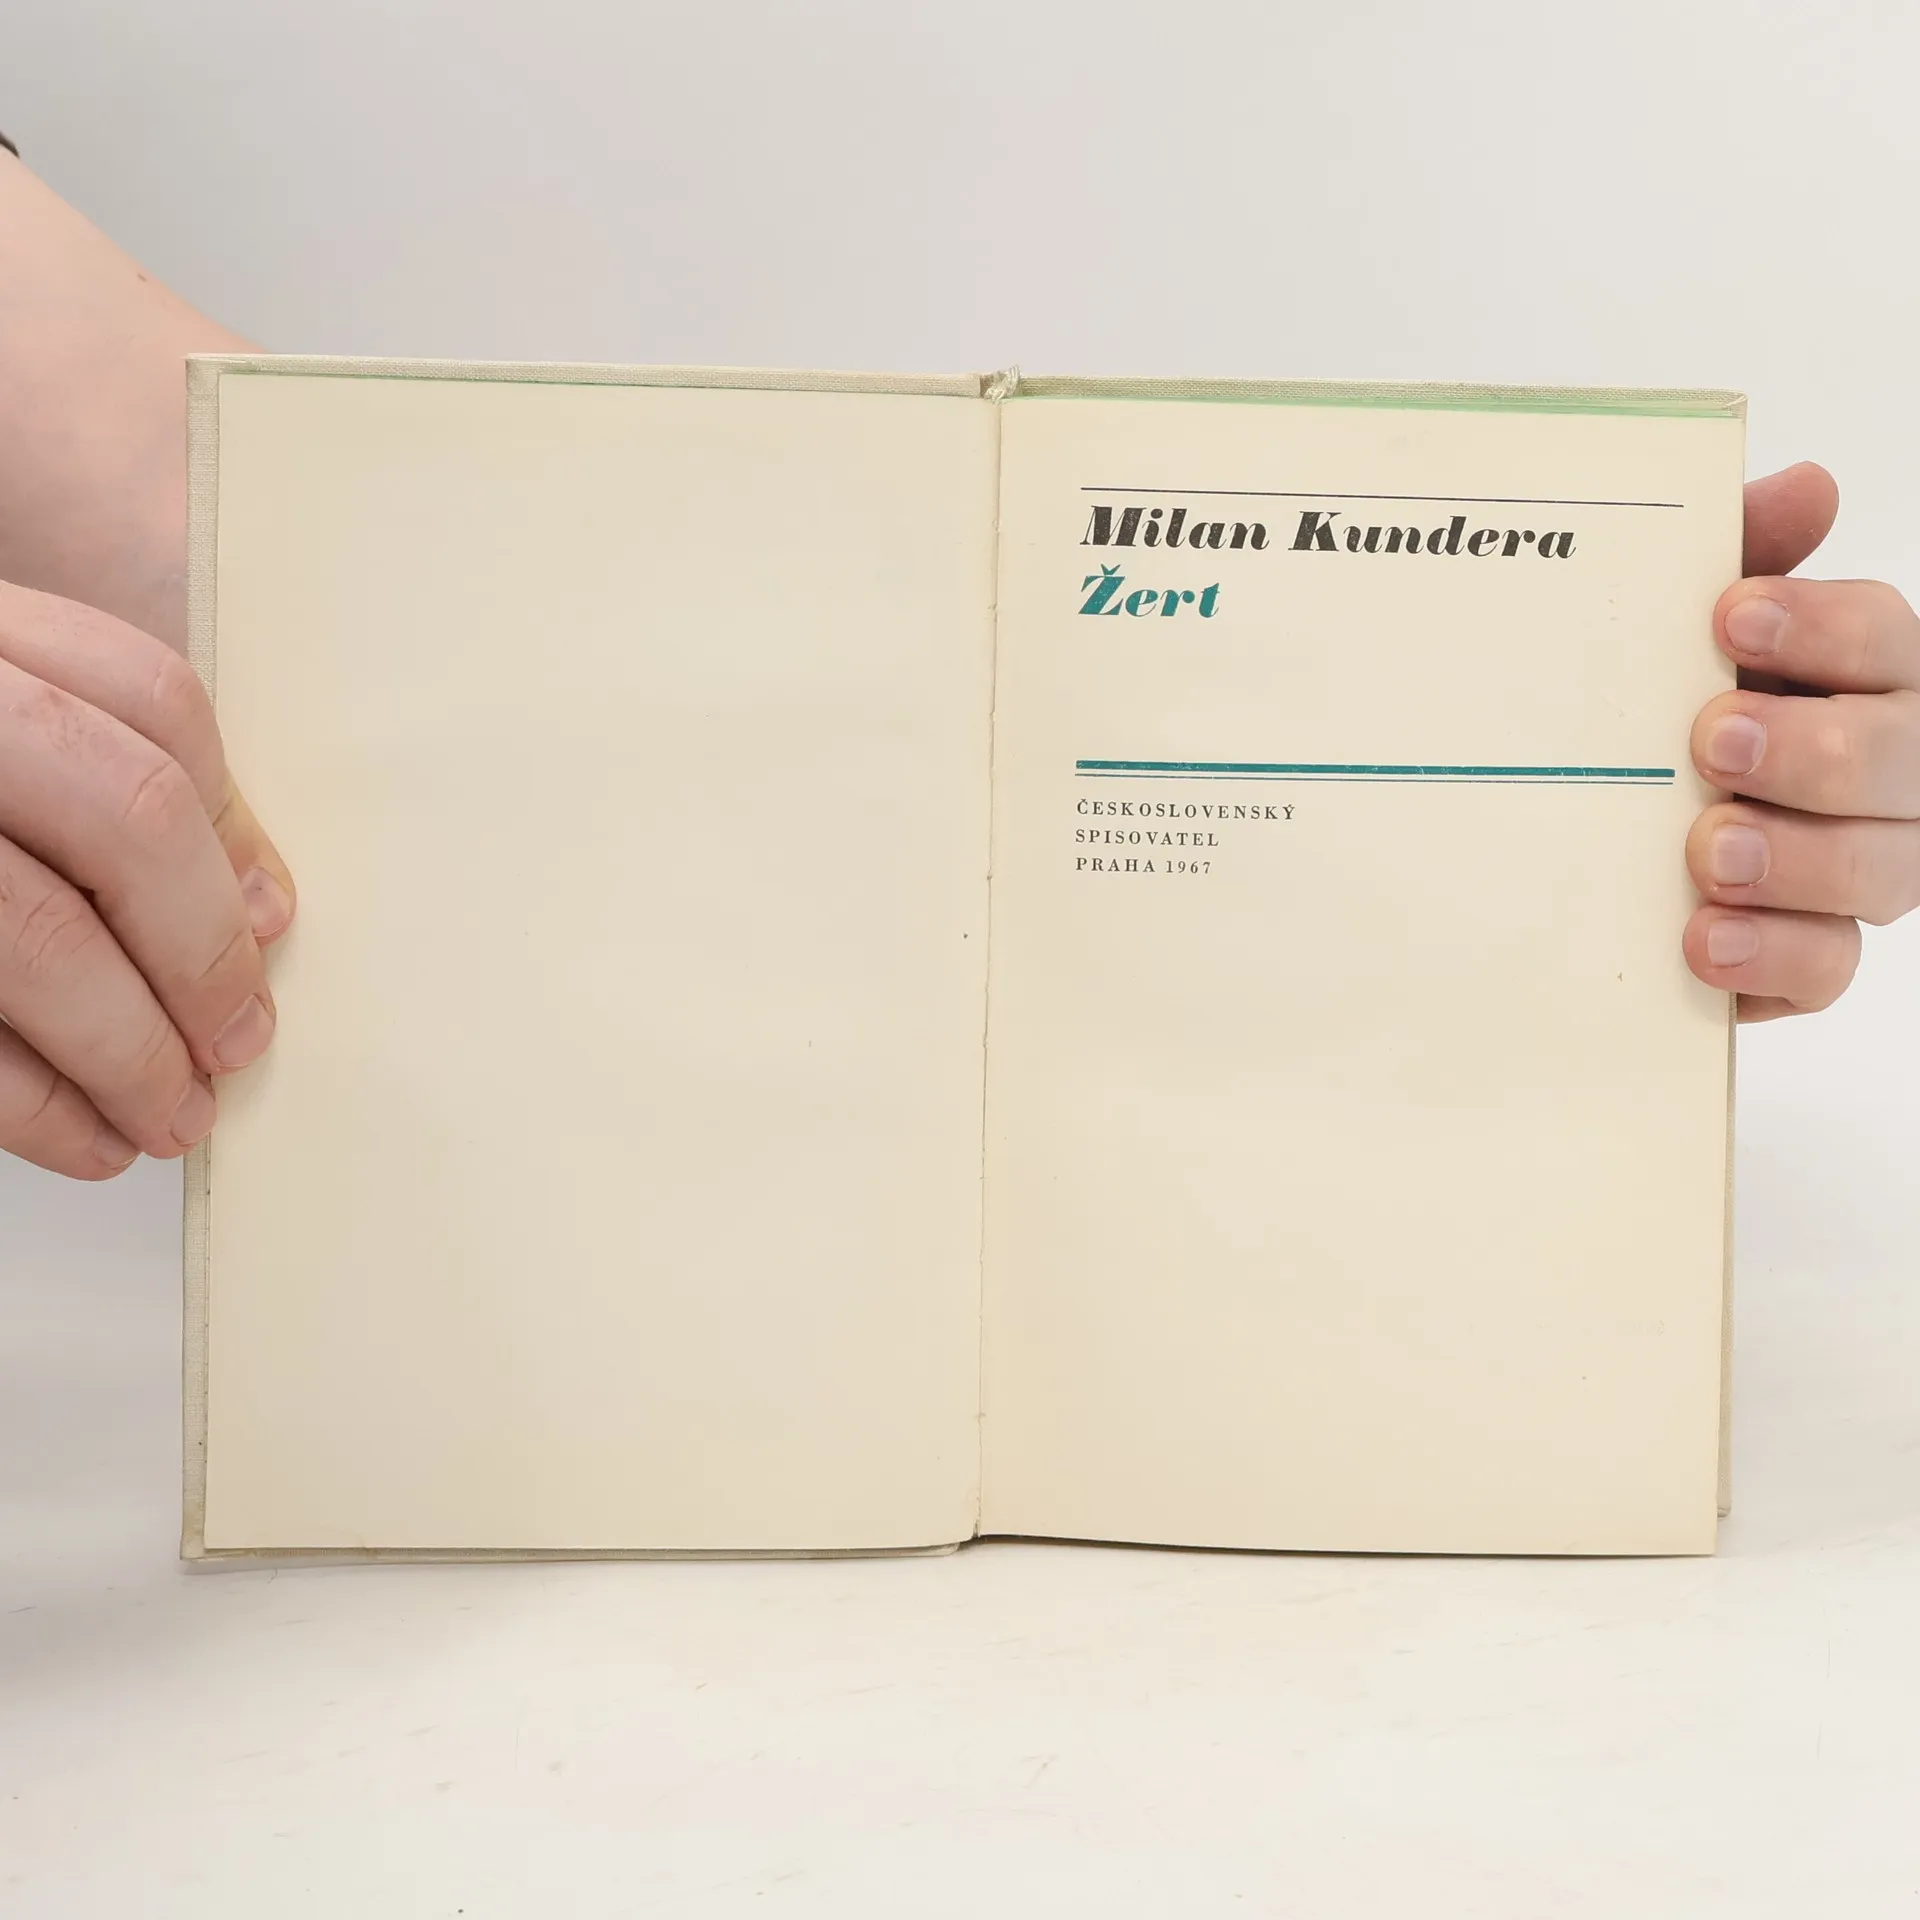 Milan Kundera
Žert
ČESKOSLOVENSKÝ
SPISOVATEL
PRAHA 1967